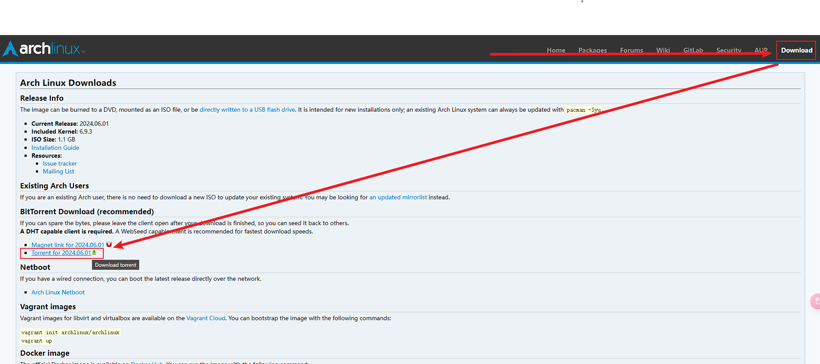 archlinux
Home Packages Forums Wiki GitLab Security AUR Download
Arch Linux Downloads
Release Info
The image can be burned to a DVD, mounted as an ISO file, or be directly written to a USB flash drive. It is intended for new installations only; an existing Arch Linux system can always be updated with pacman -Syu.
Current Release: 2024.06.01
Included Kernel: 6.9.3
ISO Size: 1.1 GB
Installation Guide
Resources:
Issue tracker
Mailing List
Existing Arch Users
If you are an existing Arch user, there is no need to download a new ISO to update your existing system. You may be looking for an updated mirrorlist instead.
BitTorrent Download (recommended)
If you can spare the bytes, please leave the client open after your download is finished, so you can seed it back to others.
A DHT capable client is required. A WebSeed capable client is recommended for fastest download speeds.
Magnet link for 2024.06.01
Torrent for 2024.06.01
Download torrent
Netboot
If you have a wired connection, you can boot the latest release directly over the network.
Arch Linux Netboot
Vagrant images
Vagrant images for libvirt and virtualbox are available on the Vagrant Cloud. You can bootstrap the image with the following commands:
vagrant init archlinux/archlinux
vagrant up
Docker image